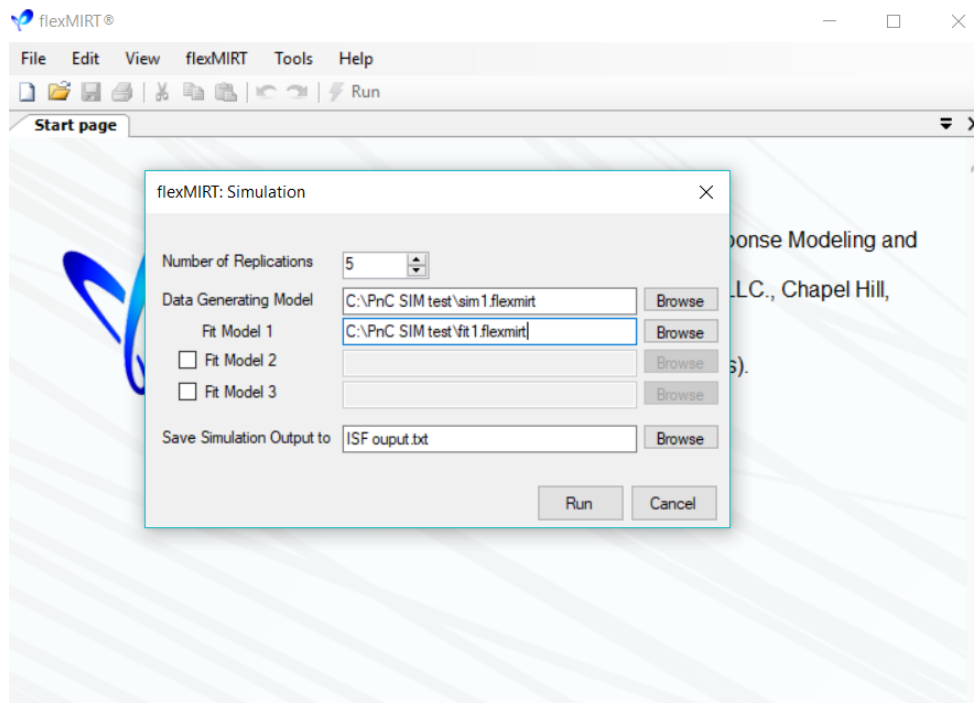 flexMIRT®
File Edit View flexMIRT Tools Help
Run
Start page
flexMIRT: Simulation
Number of Replications 5
Data Generating Model C:\PnC SIM test\sim1.flexmirt Browse
Fit Model 1 C:\PnC SIM test\fit1.flexmirt Browse
Fit Model 2 Browse
Fit Model 3 Browse
Save Simulation Output to ISF ouput.txt Browse
Run Cancel
Modeling and
LLC., Chapel Hill,
s).